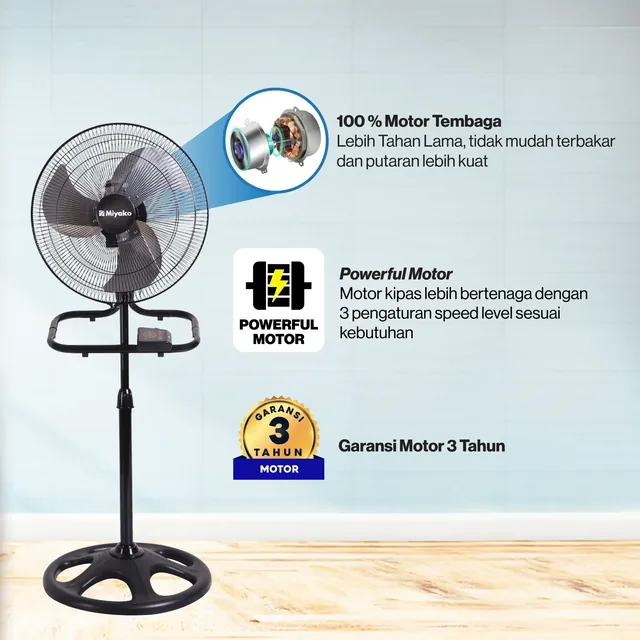 Miyako
100 % Motor Tembaga
Lebih Tahan Lama, tidak mudah terbakar
dan putaran lebih kuat
POWERFUL
MOTOR
Powerful Motor
Motor kipas lebih bertenaga dengan
3 pengaturan speed level sesuai
kebutuhan
GARANSI
3
TAHUN
MOTOR
Garansi Motor 3 Tahun